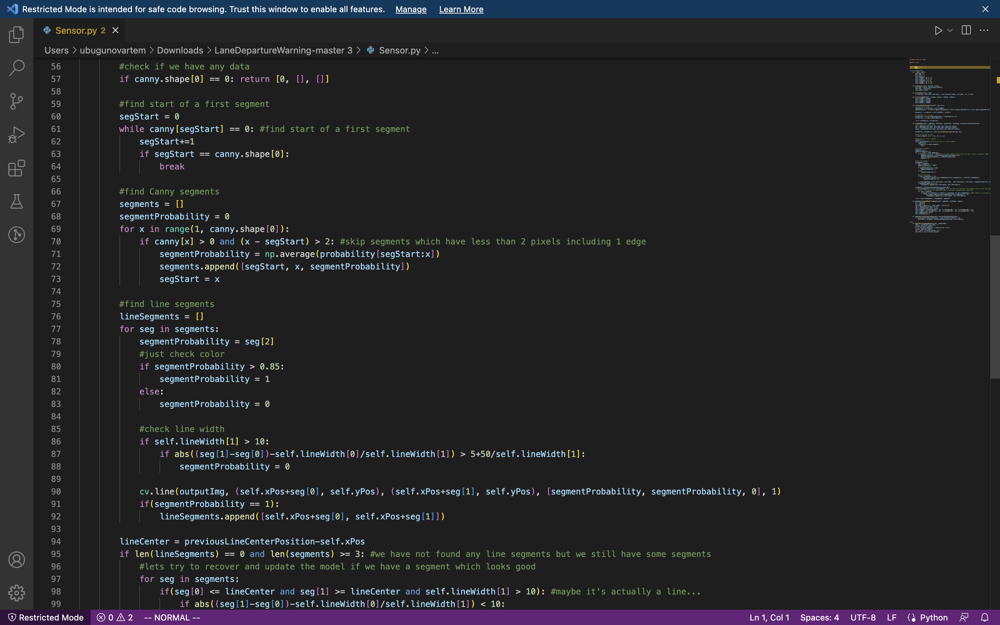 Restricted Mode is intended for safe code browsing. Trust this window to enable all features. Manage Learn More
Sensor.py 2
Users > ubugunovartem > Downloads > LaneDepartureWarning-master 3 > Sensor.py > ...
56 #check if we have any data
57 if canny.shape[0] == 0: return [0, [], []]
58
59 #find start of a first segment
60 segStart = 0
61 while canny[segStart] == 0: #find start of a first segment
62 segStart+=1
63 if segStart == canny.shape[0]:
64 break
65
66 #find Canny segments
67 segments = []
68 segmentProbability = 0
69 for x in range(1, canny.shape[0]):
70 if canny[x] > 0 and (x - segStart) > 2: #skip segments which have less than 2 pixels including 1 edge
71 segmentProbability = np.average(probability[segStart:x])
72 segments.append([segStart, x, segmentProbability])
73 segStart = x
74
75 #find line segments
76 lineSegments = []
77 for seg in segments:
78 segmentProbability = seg[2]
79 #just check color
80 if segmentProbability > 0.85:
81 segmentProbability = 1
82 else:
83 segmentProbability = 0
84
85 #check line width
86 if self.lineWidth[1] > 10:
87 if abs((seg[1]-seg[0])-self.lineWidth[0]/self.lineWidth[1]) > 5+50/self.lineWidth[1]:
88 segmentProbability = 0
89
90 cv.line(outputImg, (self.xPos+seg[0], self.yPos), (self.xPos+seg[1], self.yPos), [segmentProbability, segmentProbability, 0], 1)
91 if(segmentProbability == 1):
92 lineSegments.append([self.xPos+seg[0], self.xPos+seg[1]])
93
94 lineCenter = previousLineCenterPosition-self.xPos
95 if len(lineSegments) == 0 and len(segments) >= 3: #we have not found any line segments but we still have some segments
96 #lets try to recover and update the model if we have a segment which looks good
97 for seg in segments:
98 if(seg[0] <= lineCenter and seg[1] >= lineCenter and self.lineWidth[1] > 10): #maybe it's actually a line...
99 if abs((seg[1]-seg[0])-self.lineWidth[0]/self.lineWidth[1]) < 10:
Restricted Mode 0 2 -- NORMAL -- Ln 1, Col 1 Spaces: 4 UTF-8 LF Python